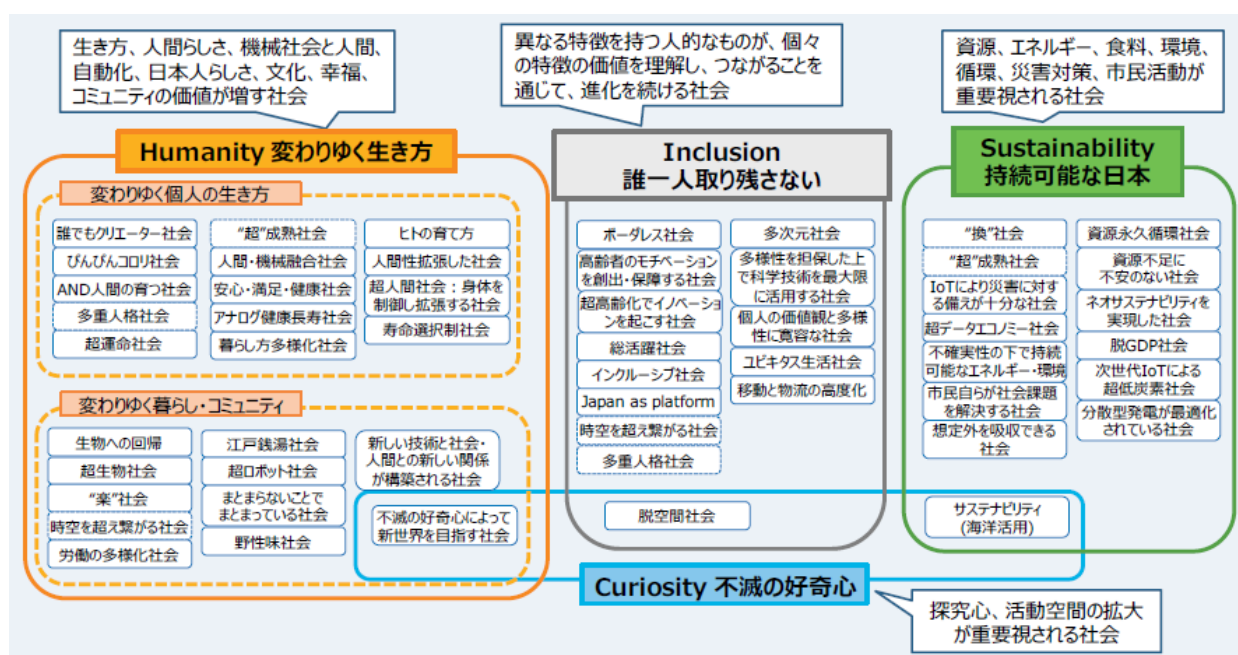 生き方、人間らしさ、機械社会と人間、
自動化、日本人らしさ、文化、幸福、
コミュニティの価値が増す社会
異なる特徴を持つ人的なものが、個々
の特徴の価値を理解し、つながることを
通じて、進化を続ける社会
資源、エネルギー、食料、環境、
循環、災害対策、市民活動が
重要視される社会
Humanity 変わりゆく生き方
変わりゆく個人の生き方
誰でもクリエーター社会
ぴんぴんコロリ社会
AND人間の育つ社会
多重人格社会
超運命社会
“超”成熟社会
人間・機械融合社会
安心・満足・健康社会
アナログ健康長寿社会
暮らし方多様化社会
ヒトの育て方
人間性拡張した社会
超人間社会：身体を
制御し拡張する社会
寿命選択制社会
変わりゆく暮らし・コミュニティ
生物への回帰
超生物社会
“楽”社会
時空を超え繋がる社会
労働の多様化社会
江戸銭湯社会
超ロボット社会
まとまらないことで
まとまっている社会
野性味社会
新しい技術と社会・
人間との新しい関係
が構築される社会
不滅の好奇心によって
新世界を目指す社会
Inclusion
誰一人取り残さない
ボーダレス社会
高齢者のモチベーション
を創出・保障する社会
超高齢化でイノベーショ
ンを起こす社会
総活躍社会
インクルーシブ社会
Japan as platform
時空を超え繋がる社会
多重人格社会
多次元社会
多様性を担保した上
で科学技術を最大限
に活用する社会
個人の価値観と多様
性に寛容な社会
ユビキタス生活社会
移動と物流の高度化
脱空間社会
Sustainability
持続可能な日本
“換”社会
“超”成熟社会
IoTにより災害に対す
る備えが十分な社会
超データエコノミー社会
不確実性の下で持続
可能なエネルギー・環境
市民自らが社会課題
を解決する社会
想定外を吸収できる
社会
資源永久循環社会
資源不足に
不安のない社会
ネオサステナビリティを
実現した社会
脱GDP社会
次世代IoTによる
超低炭素社会
分散型発電が最適化
されている社会
サステナビリティ
(海洋活用)
Curiosity 不滅の好奇心
探究心、活動空間の拡大
が重要視される社会